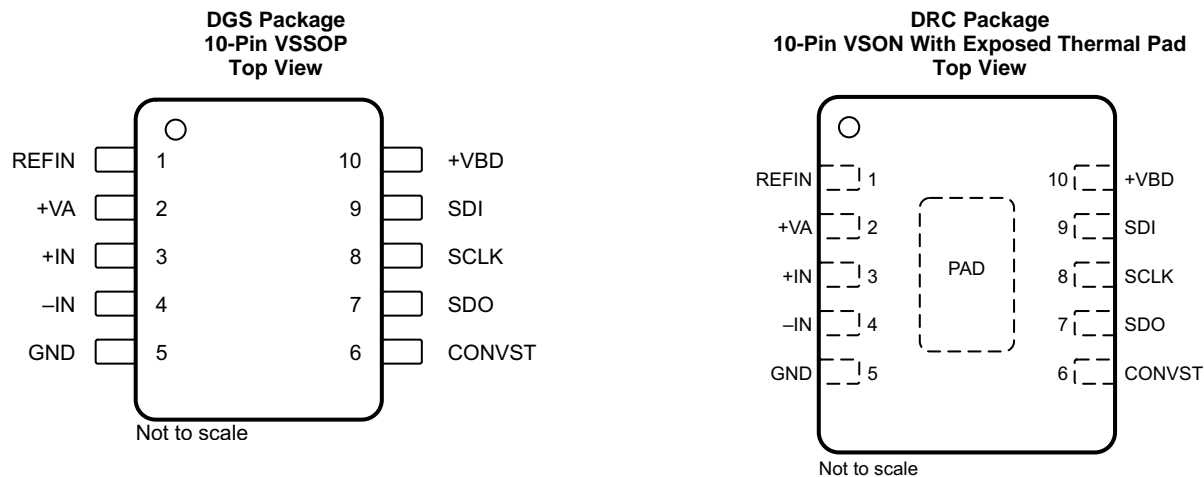 DGS Package
10-Pin VSSOP
Top View
REFIN 1 10 +VBD
+VA 2 9 SDI
+IN 3 8 SCLK
–IN 4 7 SDO
GND 5 6 CONVST
Not to scale
DRC Package
10-Pin VSON With Exposed Thermal Pad
Top View
REFIN 1 10 +VBD
+VA 2 9 SDI
+IN 3 PAD 8 SCLK
–IN 4 7 SDO
GND 5 6 CONVST
Not to scale